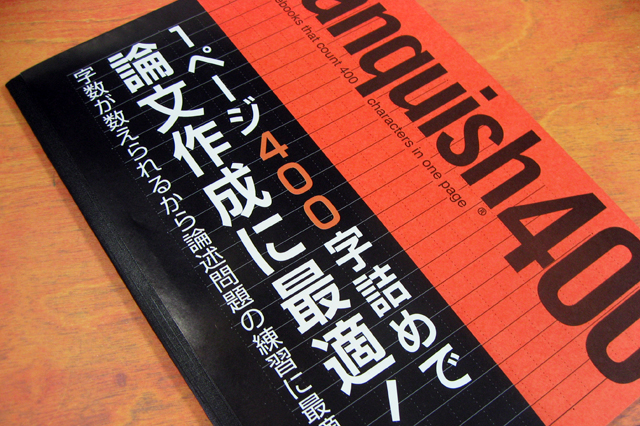 anquish400
ebooks that count 400 characters in one page ®
1ページ400字詰めで
論文作成に最適!
字数が数えられるから論述問題の練習に最適